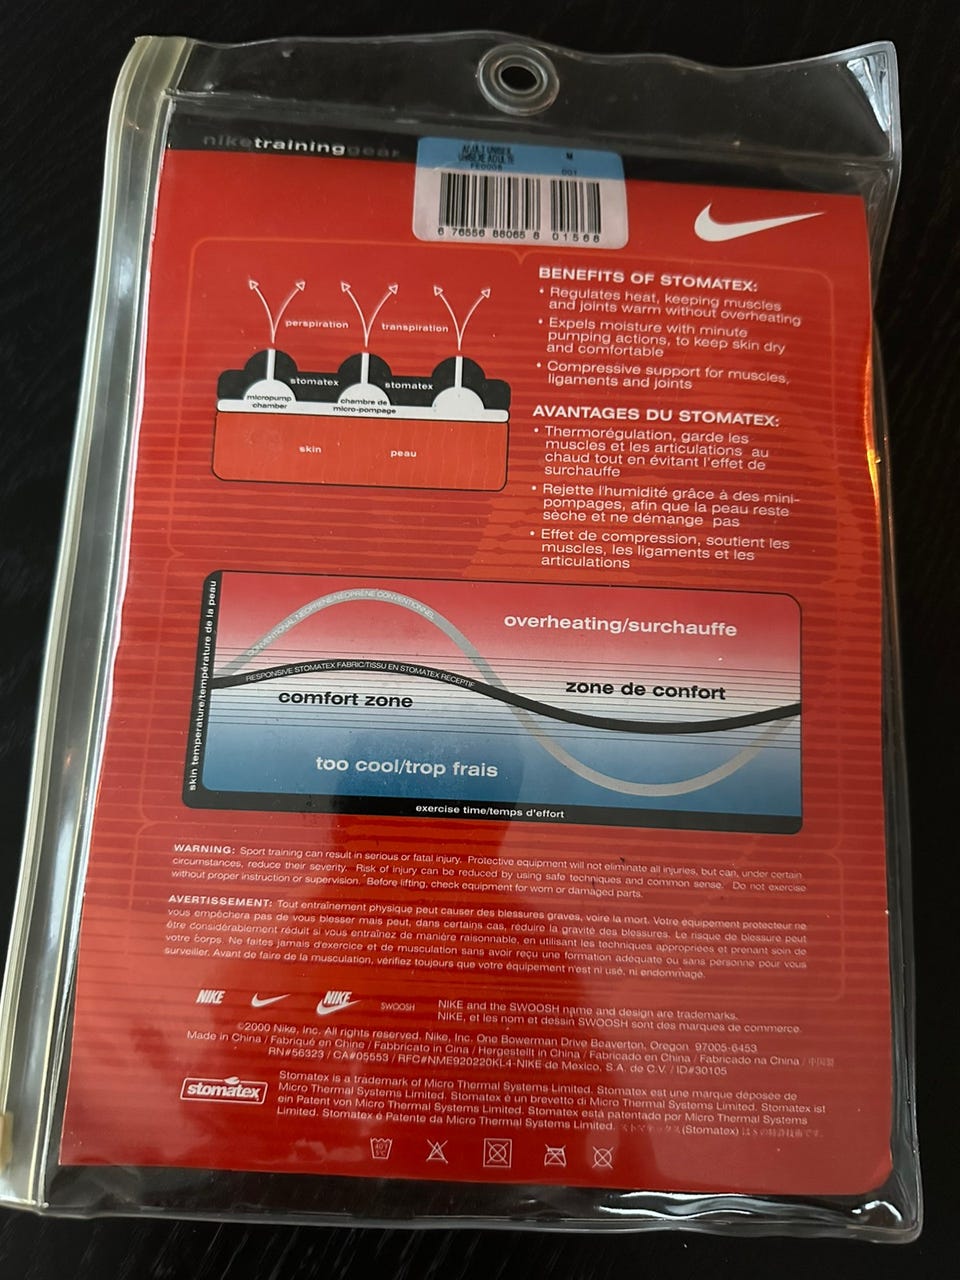 niketraininggear
ADULT UNISEX
UNISEXE ADULTE
M
FE0008
001
6 76556 88065 8 01568
BENEFITS OF STOMATEX:
• Regulates heat, keeping muscles
and joints warm without overheating
• Expels moisture with minute
pumping actions, to keep skin dry
and comfortable
• Compressive support for muscles,
ligaments and joints
perspiration
transpiration
stomatex
stomatex
micropump
chamber
chambre de
micro-pompage
skin
peau
AVANTAGES DU STOMATEX:
• Thermorégulation, garde les
muscles et les articulations au
chaud tout en évitant l'effet de
surchauffe
• Rejette l'humidité grâce à des mini-
pompages, afin que la peau reste
sèche et ne démange pas
• Effet de compression, soutient les
muscles, les ligaments et les
articulations
skin temperature/température de la peau
CONVENTIONAL NEOPRENE/NÉOPRÈNE CONVENTIONNEL
overheating/surchauffe
RESPONSIVE STOMATEX FABRIC/TISSU EN STOMATEX RÉCEPTIF
comfort zone
zone de confort
too cool/trop frais
exercise time/temps d'effort
WARNING: Sport training can result in serious or fatal injury. Protective equipment will not eliminate all injuries, but can, under certain
circumstances, reduce their severity. Risk of injury can be reduced by using safe techniques and common sense. Do not exercise
without proper instruction or supervision. Before lifting, check equipment for worn or damaged parts.
AVERTISSEMENT: Tout entraînement physique peut causer des blessures graves, voire la mort. Votre équipement protecteur ne
vous empêchera pas de vous blesser mais peut, dans certains cas, réduire la gravité des blessures. Le risque de blessure peut
être considérablement réduit si vous entraînez de manière raisonnable, en utilisant les techniques appropriées et prenant soin de
votre corps. Ne faites jamais d'exercice et de musculation sans avoir reçu une formation adéquate ou sans personne pour vous
surveiller. Avant de faire de la musculation, vérifiez toujours que votre équipement n'est ni usé, ni endommagé.
NIKE
NIKE
SWOOSH
NIKE and the SWOOSH name and design are trademarks.
NIKE, et les nom et dessin SWOOSH sont des marques de commerce.
©2000 Nike, Inc. All rights reserved. Nike, Inc. One Bowerman Drive Beaverton, Oregon 97005-6453
Made in China / Fabriqué en Chine / Fabbricato in Cina / Hergestellt in China / Fabricado en China / Fabricado na China / 中国製
RN#56323 / CA#05553 / RFC#NME920220KL4-NIKE de Mexico, S.A. de C.V. / ID#30105
stomatex
Stomatex is a trademark of Micro Thermal Systems Limited. Stomatex est une marque déposée de
Micro Thermal Systems Limited. Stomatex è un brevetto di Micro Thermal Systems Limited. Stomatex ist
ein Patent von Micro Thermal Systems Limited. Stomatex está patentado por Micro Thermal Systems
Limited. Stomatex é Patente da Micro Thermal Systems Limited. ストマテックス(Stomatex)